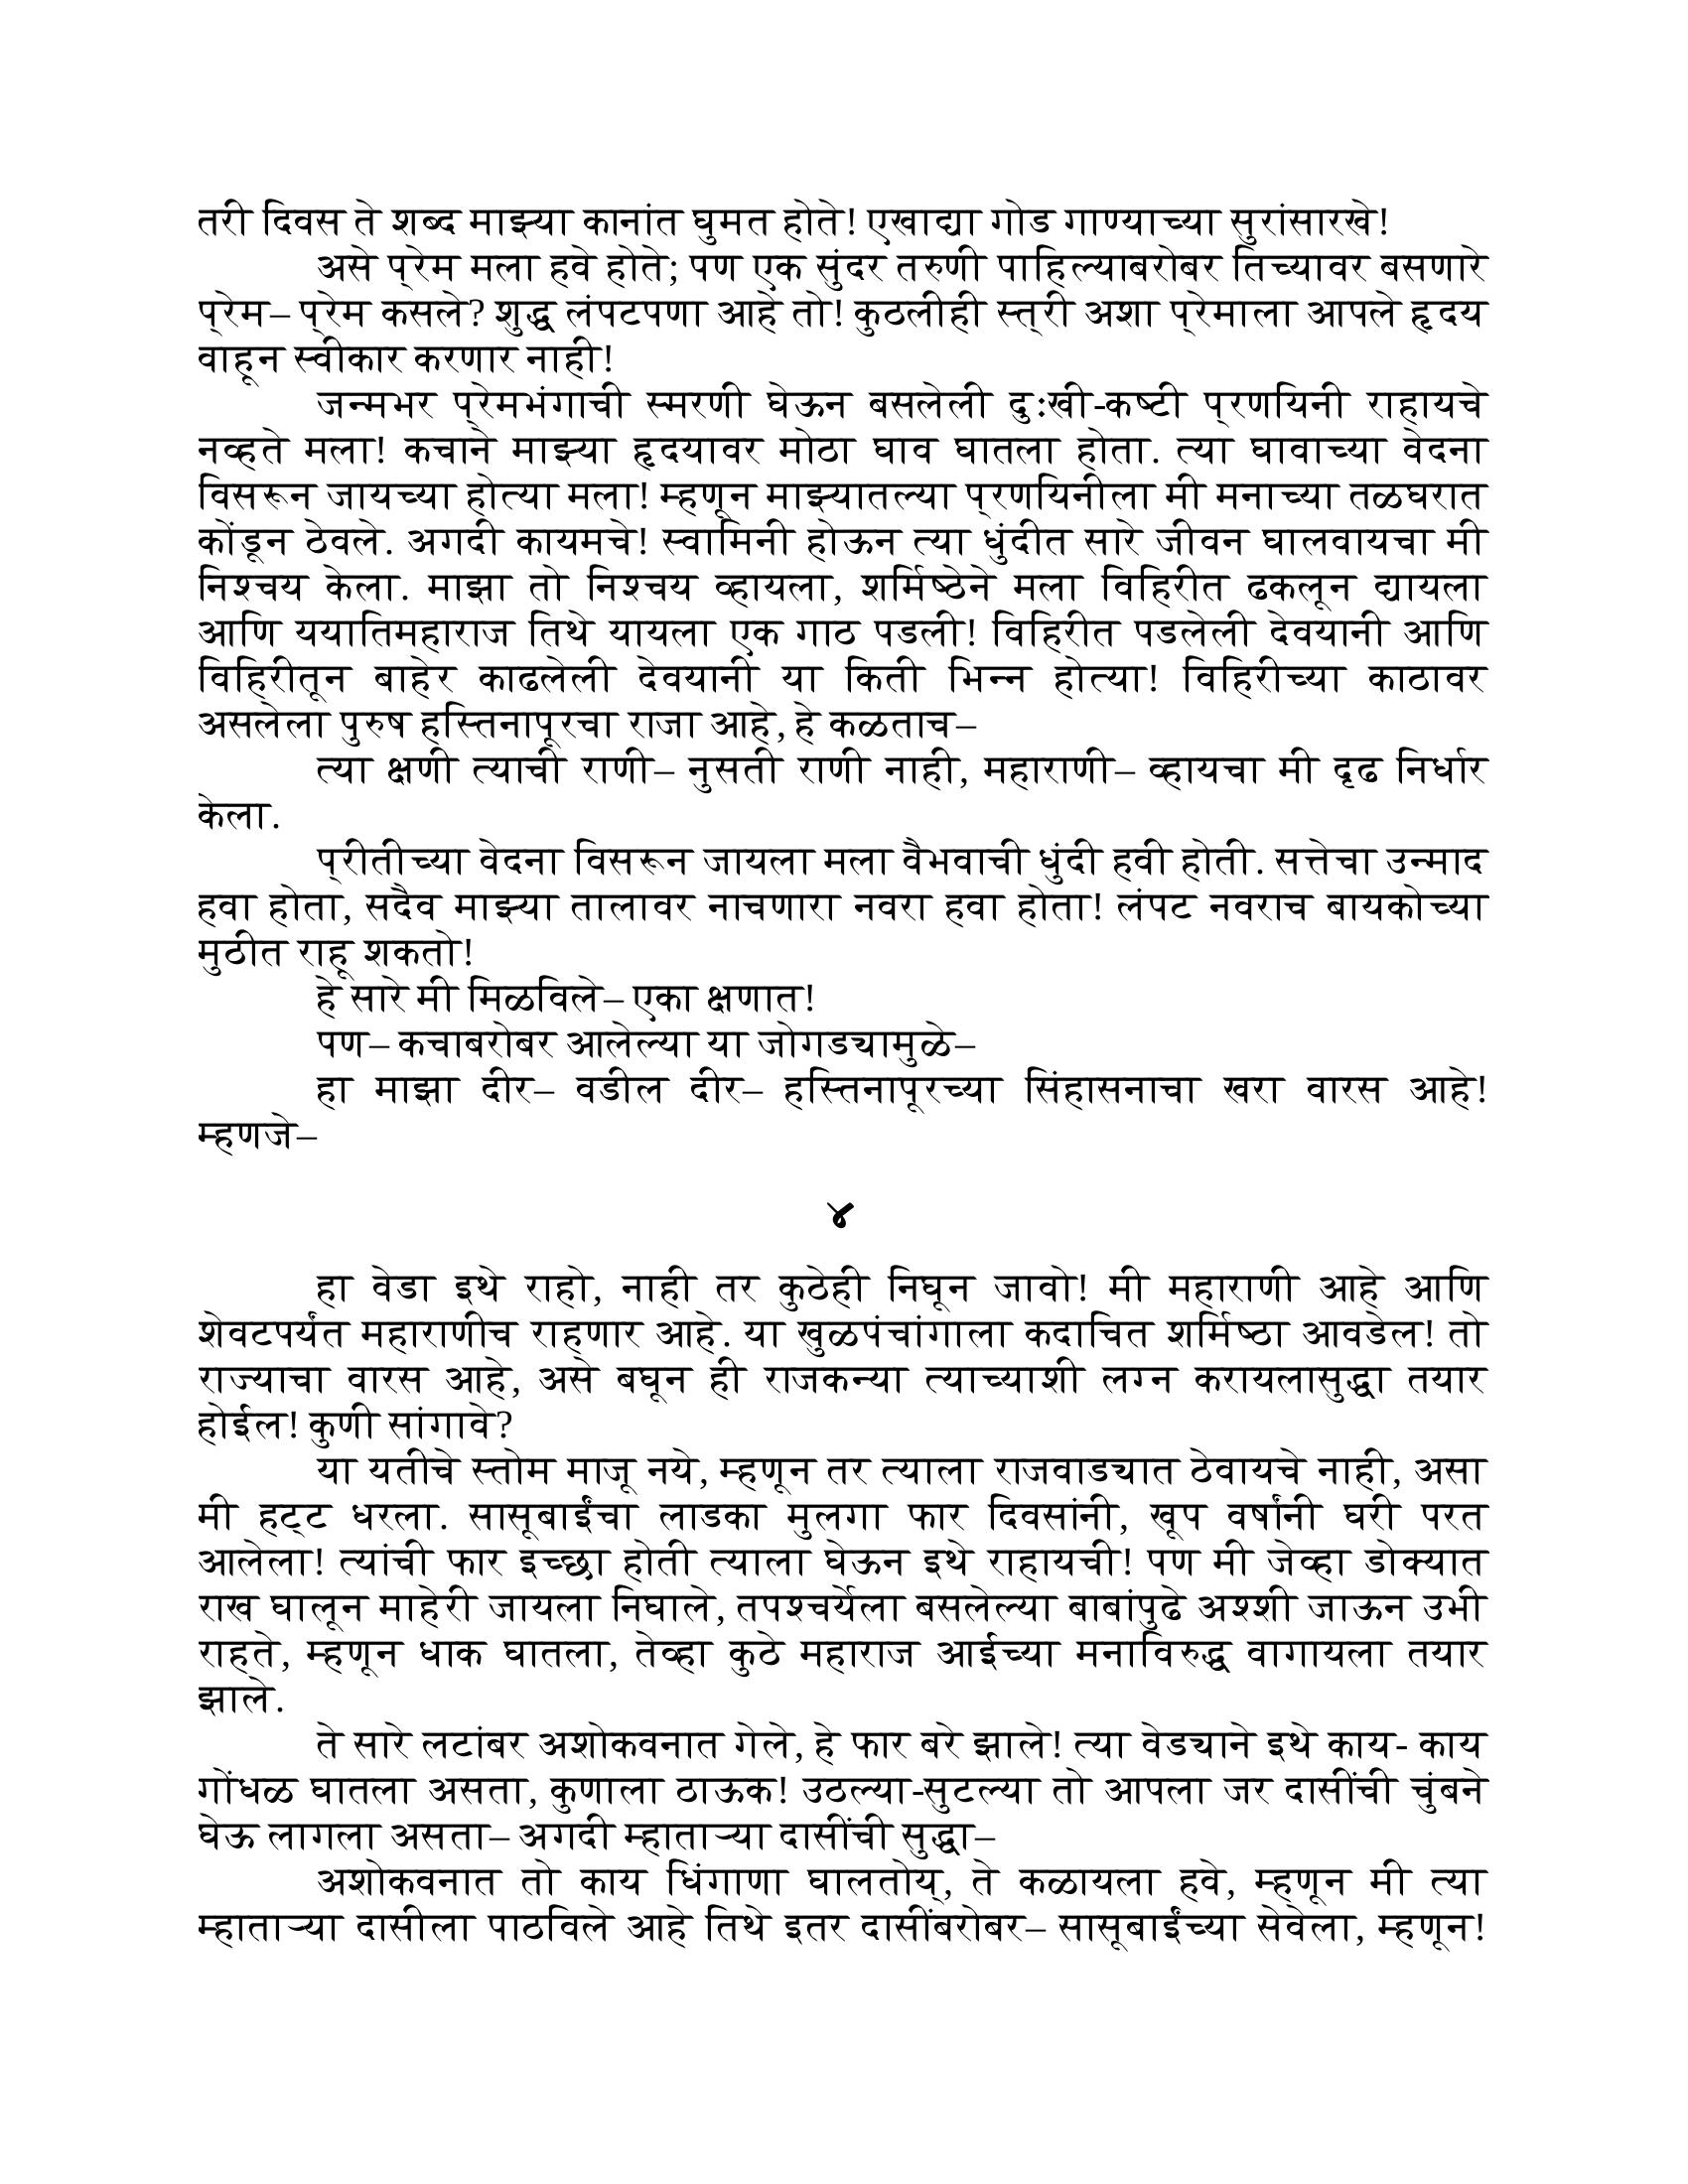 तरी दिवस ते शब्द माझ्या कानांत घुमत होते! एखाद्या गोड गाण्याच्या सुरांसारखे!
असे प्रेम मला हवे होते; पण एक सुंदर तरुणी पाहिल्याबरोबर तिच्यावर बसणारे
प्रेम– प्रेम कसले? शुद्ध लंपटपणा आहे तो! कुठलीही स्त्री अशा प्रेमाला आपले हृदय
वाहून स्वीकार करणार नाही!
जन्मभर प्रेमभंगाची स्मरणी घेऊन बसलेली दुःखी-कष्टी प्रणयिनी राहायचे
नव्हते मला! कचाने माझ्या हृदयावर मोठा घाव घातला होता. त्या घावाच्या वेदना
विसरून जायच्या होत्या मला! म्हणून माझ्यातल्या प्रणयिनीला मी मनाच्या तळघरात
कोंडून ठेवले. अगदी कायमचे! स्वामिनी होऊन त्या धुंदीत सारे जीवन घालवायचा मी
निश्चय केला. माझा तो निश्चय व्हायला, शर्मिष्ठेने मला विहिरीत ढकलून द्यायला
आणि ययातिमहाराज तिथे यायला एक गाठ पडली! विहिरीत पडलेली देवयानी आणि
विहिरीतून बाहेर काढलेली देवयानी या किती भिन्न होत्या! विहिरीच्या काठावर
असलेला पुरुष हस्तिनापूरचा राजा आहे, हे कळताच–
त्या क्षणी त्याची राणी– नुसती राणी नाही, महाराणी– व्हायचा मी दृढ निर्धार
केला.
प्रीतीच्या वेदना विसरून जायला मला वैभवाची धुंदी हवी होती. सत्तेचा उन्माद
हवा होता, सदैव माझ्या तालावर नाचणारा नवरा हवा होता! लंपट नवराच बायकोच्या
मुठीत राहू शकतो!
हे सारे मी मिळविले– एका क्षणात!
पण– कचाबरोबर आलेल्या या जोगड्यामुळे–
हा माझा दीर– वडील दीर– हस्तिनापूरच्या सिंहासनाचा खरा वारस आहे!
म्हणजे–
४
हा वेडा इथे राहो, नाही तर कुठेही निघून जावो! मी महाराणी आहे आणि
शेवटपर्यंत महाराणीच राहणार आहे. या खुळपंचांगाला कदाचित शर्मिष्ठा आवडेल! तो
राज्याचा वारस आहे, असे बघून ही राजकन्या त्याच्याशी लग्न करायलासुद्धा तयार
होईल! कुणी सांगावे?
या यतीचे स्तोम माजू नये, म्हणून तर त्याला राजवाड्यात ठेवायचे नाही, असा
मी हट्ट धरला. सासूबाईंचा लाडका मुलगा फार दिवसांनी, खूप वर्षांनी घरी परत
आलेला! त्यांची फार इच्छा होती त्याला घेऊन इथे राहायची! पण मी जेव्हा डोक्यात
राख घालून माहेरी जायला निघाले, तपश्चर्येला बसलेल्या बाबांपुढे अश्शी जाऊन उभी
राहते, म्हणून धाक घातला, तेव्हा कुठे महाराज आईच्या मनाविरुद्ध वागायला तयार
झाले.
ते सारे लटांबर अशोकवनात गेले, हे फार बरे झाले! त्या वेड्याने इथे काय- काय
गोंधळ घातला असता, कुणाला ठाऊक! उठल्या-सुटल्या तो आपला जर दासींची चुंबने
घेऊ लागला असता– अगदी म्हाताऱ्या दासींची सुद्धा–
अशोकवनात तो काय धिंगाणा घालतोय्, ते कळायला हवे, म्हणून मी त्या
म्हाताऱ्या दासीला पाठविले आहे तिथे इतर दासींबरोबर– सासूबाईंच्या सेवेला, म्हणून!